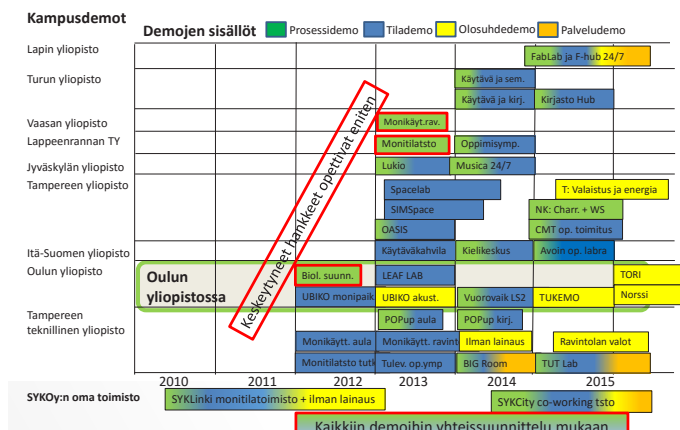 Kampusdemot
Demojen sisällöt
Prosessidemo
Tilademo
Olosuhdedemo
Palveludemo
Lapin yliopisto
FabLab ja F-hub 24/7
Turun yliopisto
Käytävä ja sem.
Käytävä ja kirj.
Kirjasto Hub
Vaasan yliopisto
Monikäyt.rav.
Lappeenrannan TY
Monitilatsto
Oppimisymp.
Jyväskylän yliopisto
Lukio
Musica 24/7
Tampereen yliopisto
Spacelab
T: Valaistus ja energia
SIMSpace
NK: Charr. + WS
OASIS
CMT op. toimitus
Itä-Suomen yliopisto
Käytäväkahvila
Kielikeskus
Avoin op. labra
Oulun yliopisto
Oulun
yliopistossa
Biol. suunn.
LEAF LAB
TORI
UBIKO monipaik
UBIKO akust.
Vuorovaik LS2
TUKEMO
Norssi
Tampereen
teknillinen yliopisto
POPup aula
POPup kirj.
Monikäytt. aula
Monikäytt. ravint
Ilman lainaus
Ravintolan valot
Monitilatsto tutk
Tulev. op.ymp
BIG Room
TUT Lab
Keskeytyneet hankkeet opettivat eniten
2010
2011
2012
2013
2014
2015
SYKOy:n oma toimisto
SYKLinki monitilatoimisto + ilman lainaus
SYKCity co-working tsto
Kaikkiin demoihin yhteissuunnittelu mukaan